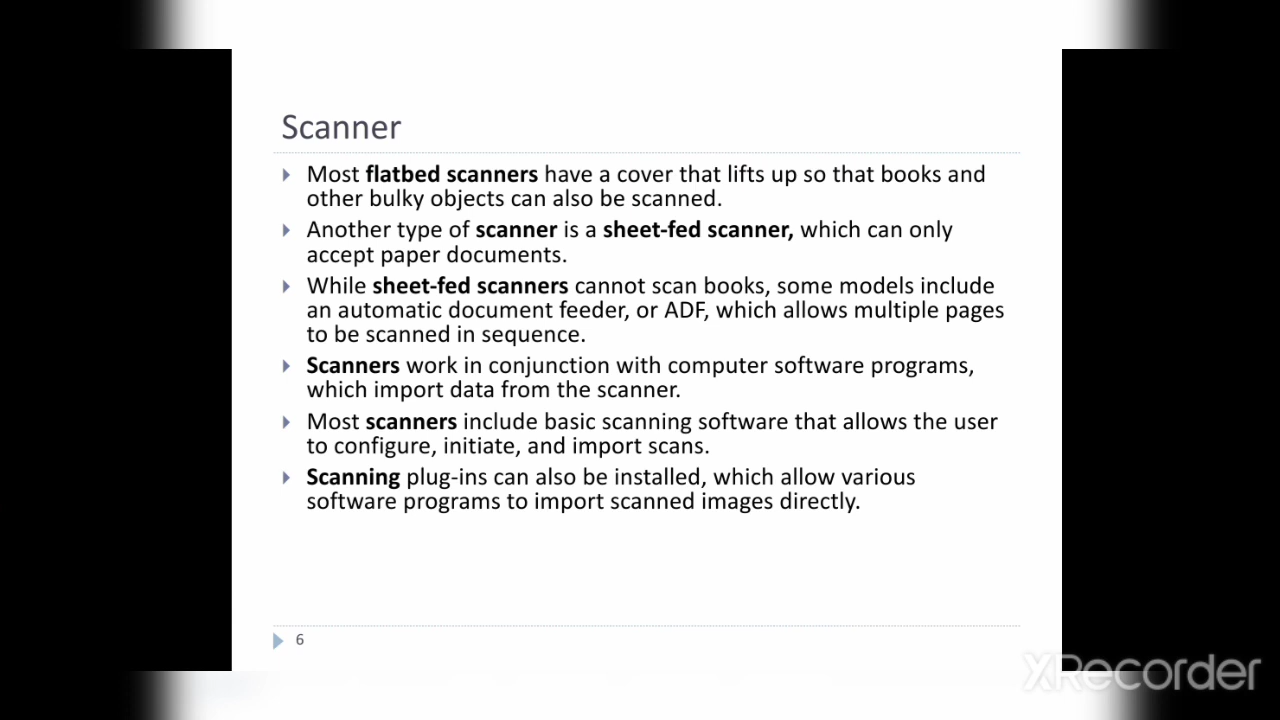 Scanner
Most flatbed scanners have a cover that lifts up so that books and
other bulky objects can also be scanned.
Another type of scanner is a sheet-fed scanner, which can only
accept paper documents.
While sheet-fed scanners cannot scan books, some models include
an automatic document feeder, or ADF, which allows multiple pages
to be scanned in sequence.
Scanners work in conjunction with computer software programs,
which import data from the scanner.
Most scanners include basic scanning software that allows the user
to configure, initiate, and import scans.
Scanning plug-ins can also be installed, which allow various
software programs to import scanned images directly.
6
XRecorder